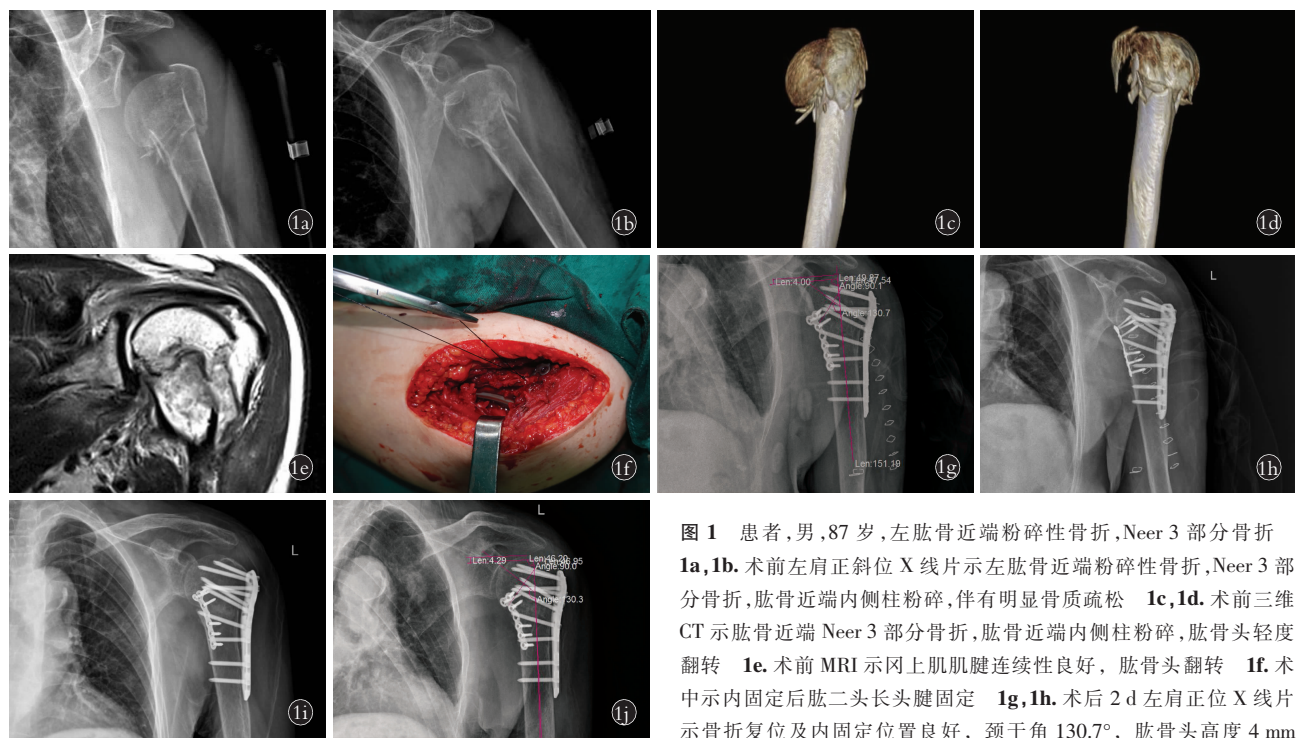 1a
1b
1c
1d
1e
1f
Len:4.00
Angle:90.1
Angle:130.7
Len:151.19
1g
L
1h
L
1i
L
Len:4.29
Angle:90.0
Angle:130.3
1j
图 1 患者,男,87 岁,左肱骨近端粉碎性骨折,Neer 3 部分骨折
1a,1b. 术前左肩正斜位 X 线片示左肱骨近端粉碎性骨折,Neer 3 部
分骨折,肱骨近端内侧柱粉碎,伴有明显骨质疏松 1c,1d. 术前三维
CT 示肱骨近端 Neer 3 部分骨折,肱骨近端内侧柱粉碎,肱骨头轻度
翻转 1e. 术前 MRI 示冈上肌肌腱连续性良好,肱骨头翻转 1f. 术
中示内固定后肱二头长头腱固定 1g,1h. 术后 2 d 左肩正位 X 线片
示骨折复位及内固定位置良好,颈干角 130.7°,肱骨头高度 4 mm